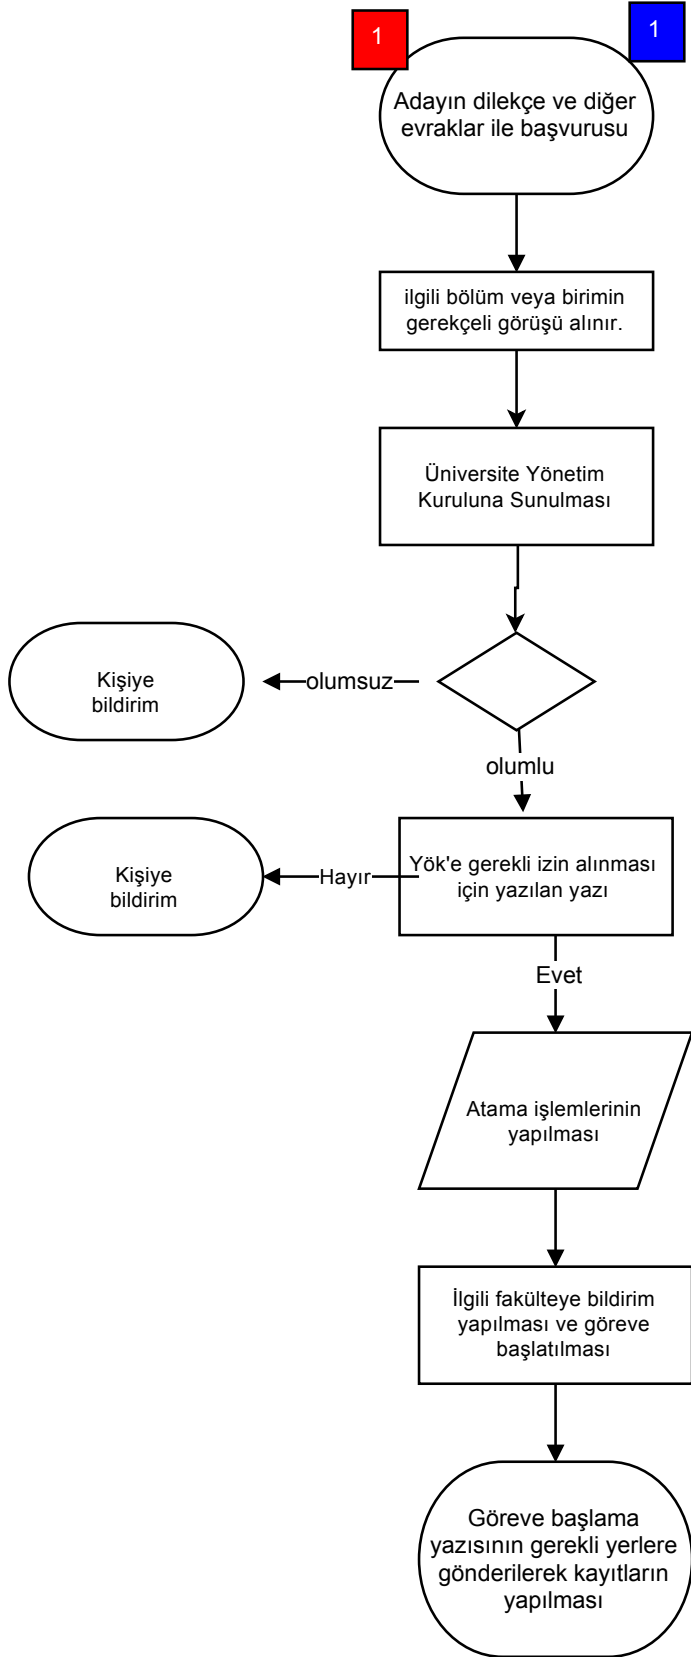 1
1
Adayın dilekçe ve diğer
evraklar ile başvurusu
ilgili bölüm veya birimin
gerekçeli görüşü alınır.
Üniversite Yönetim
Kuruluna Sunulması
Kişiye
bildirim
olumsuz
olumlu
Kişiye
bildirim
Hayır
Yök'e gerekli izin alınması
için yazılan yazı
Evet
Atama işlemlerinin
yapılması
İlgili fakülteye bildirim
yapılması ve göreve
başlatılması
Göreve başlama
yazısının gerekli yerlere
gönderilerek kayıtların
yapılması